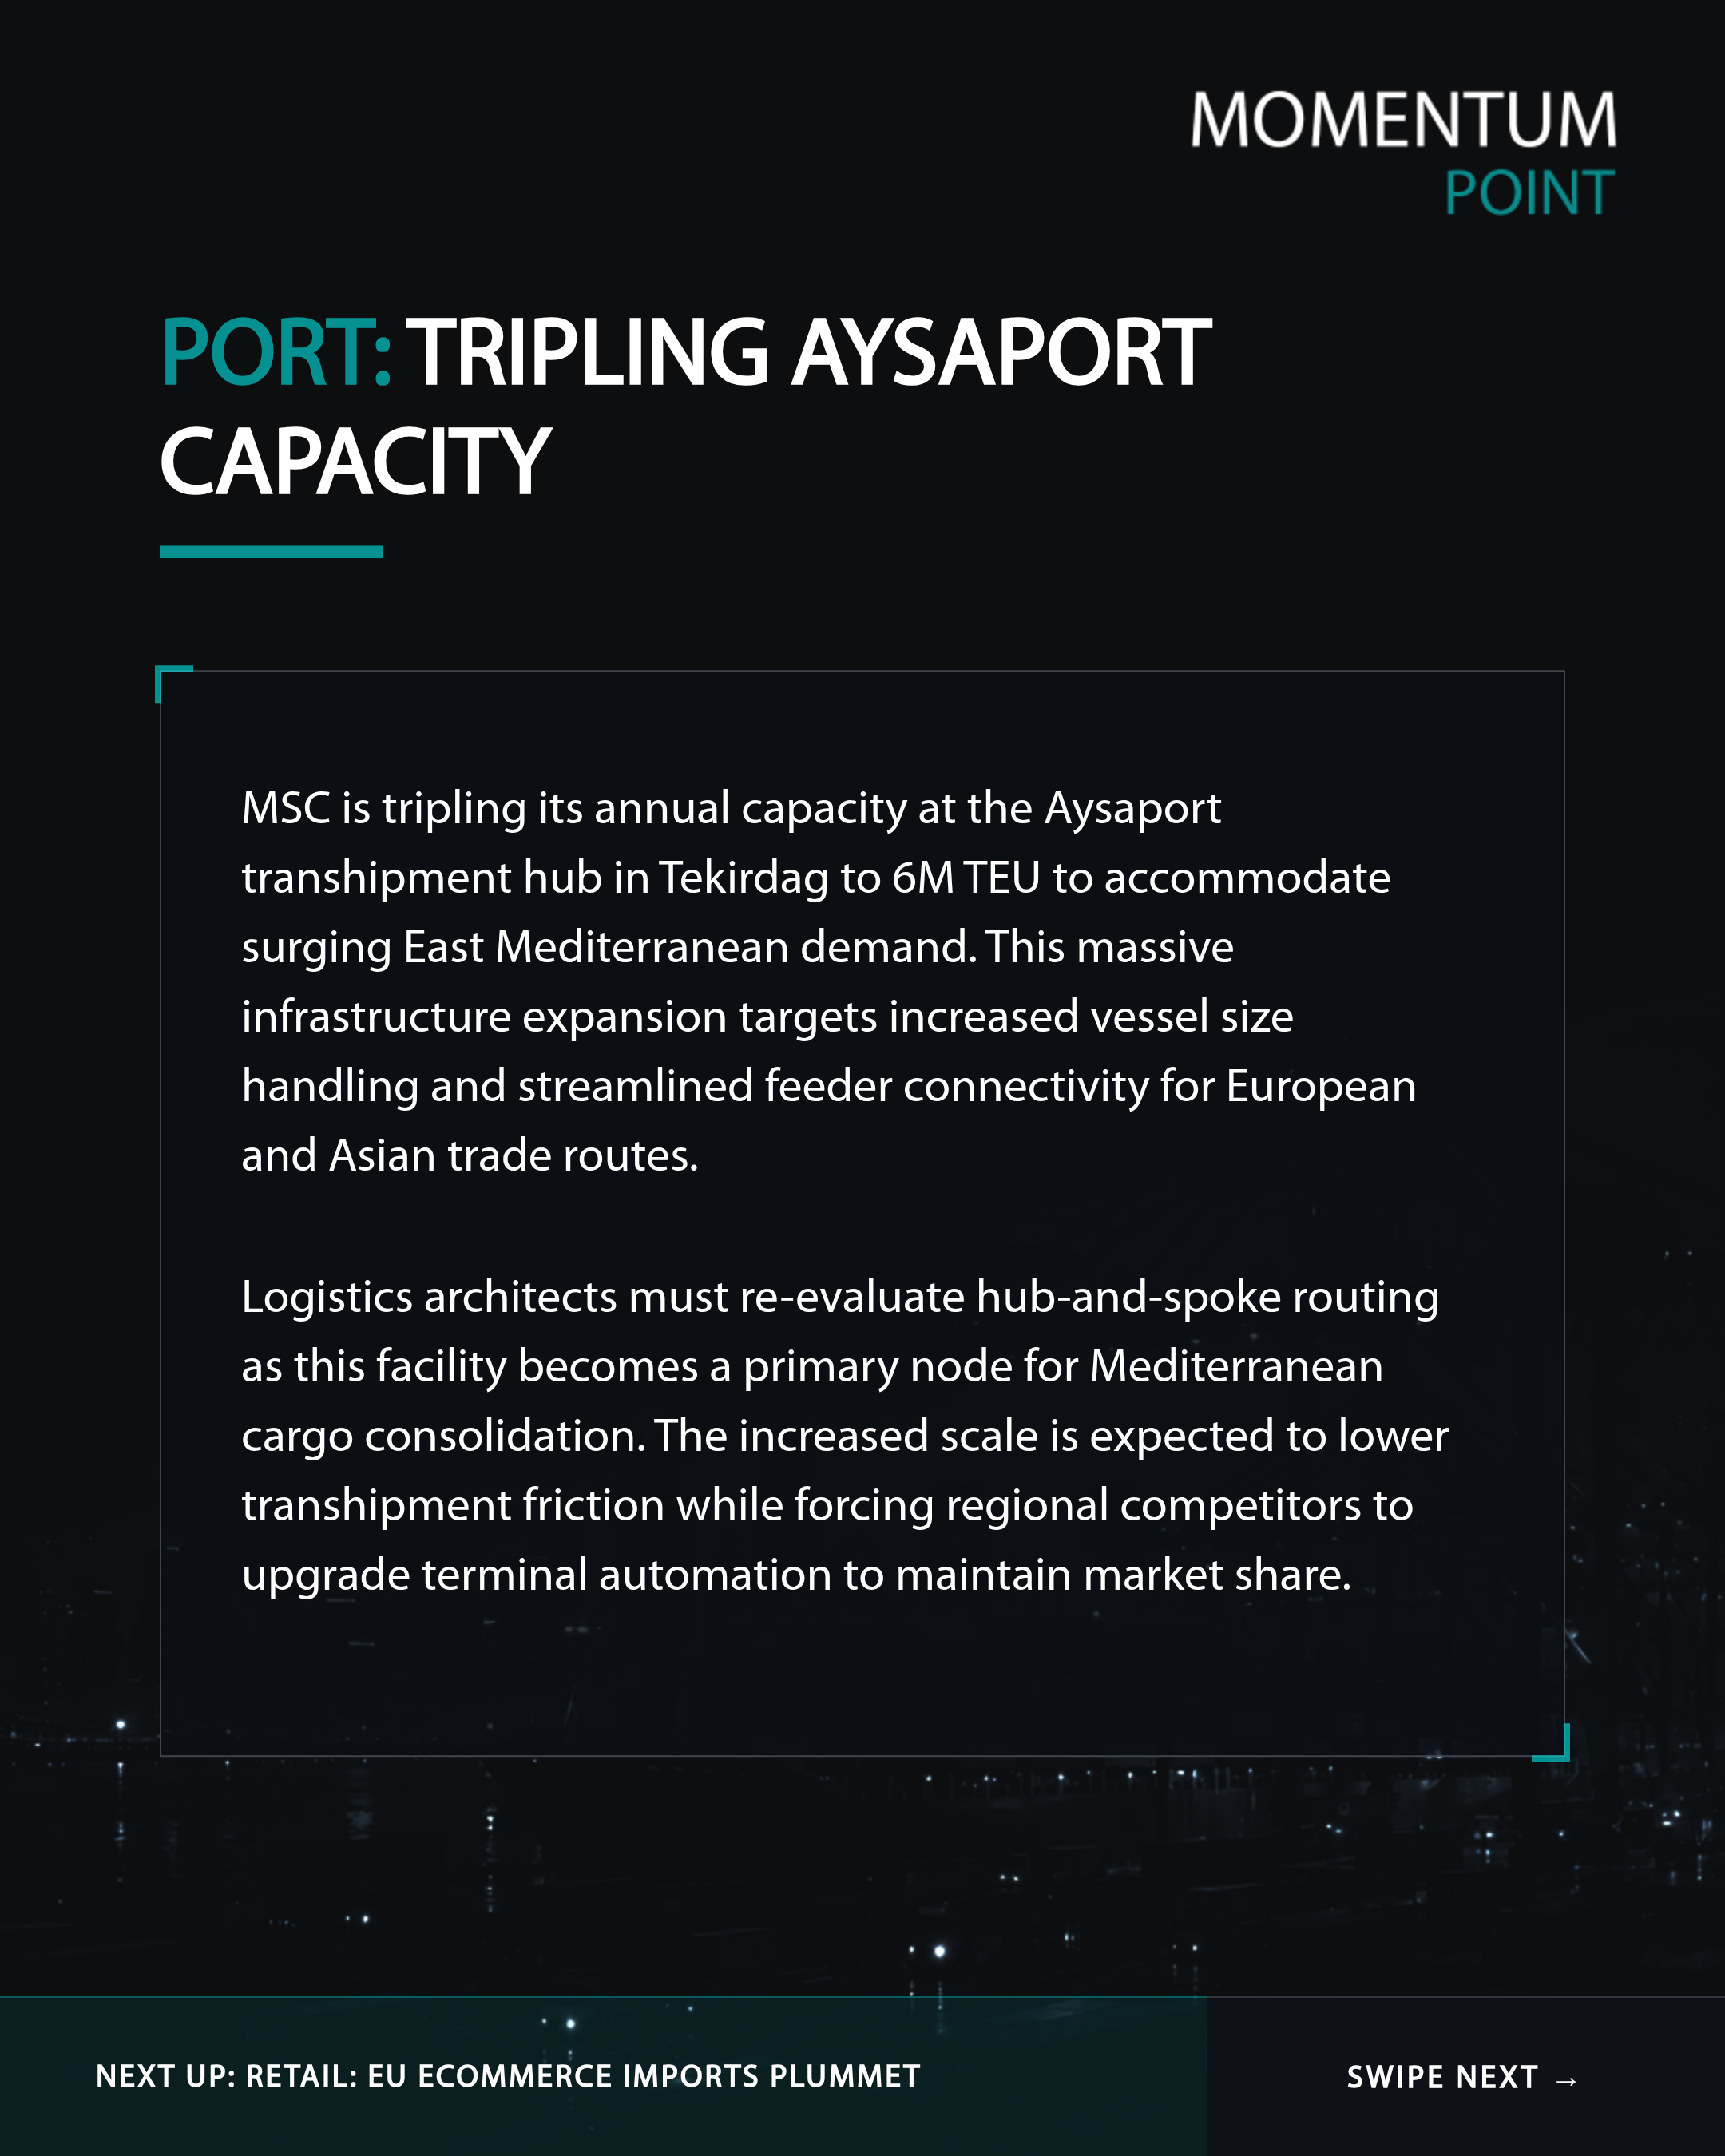 MOMENTUM
POINT
PORT: TRIPLING AYSAPORT
CAPACITY
MSC is tripling its annual capacity at the Aysaport
transhipment hub in Tekirdag to 6M TEU to accommodate
surging East Mediterranean demand. This massive
infrastructure expansion targets increased vessel size
handling and streamlined feeder connectivity for European
and Asian trade routes.
Logistics architects must re-evaluate hub-and-spoke routing
as this facility becomes a primary node for Mediterranean
cargo consolidation. The increased scale is expected to lower
transhipment friction while forcing regional competitors to
upgrade terminal automation to maintain market share.
NEXT UP: RETAIL: EU ECOMMERCE IMPORTS PLUMMET
SWIPE NEXT →